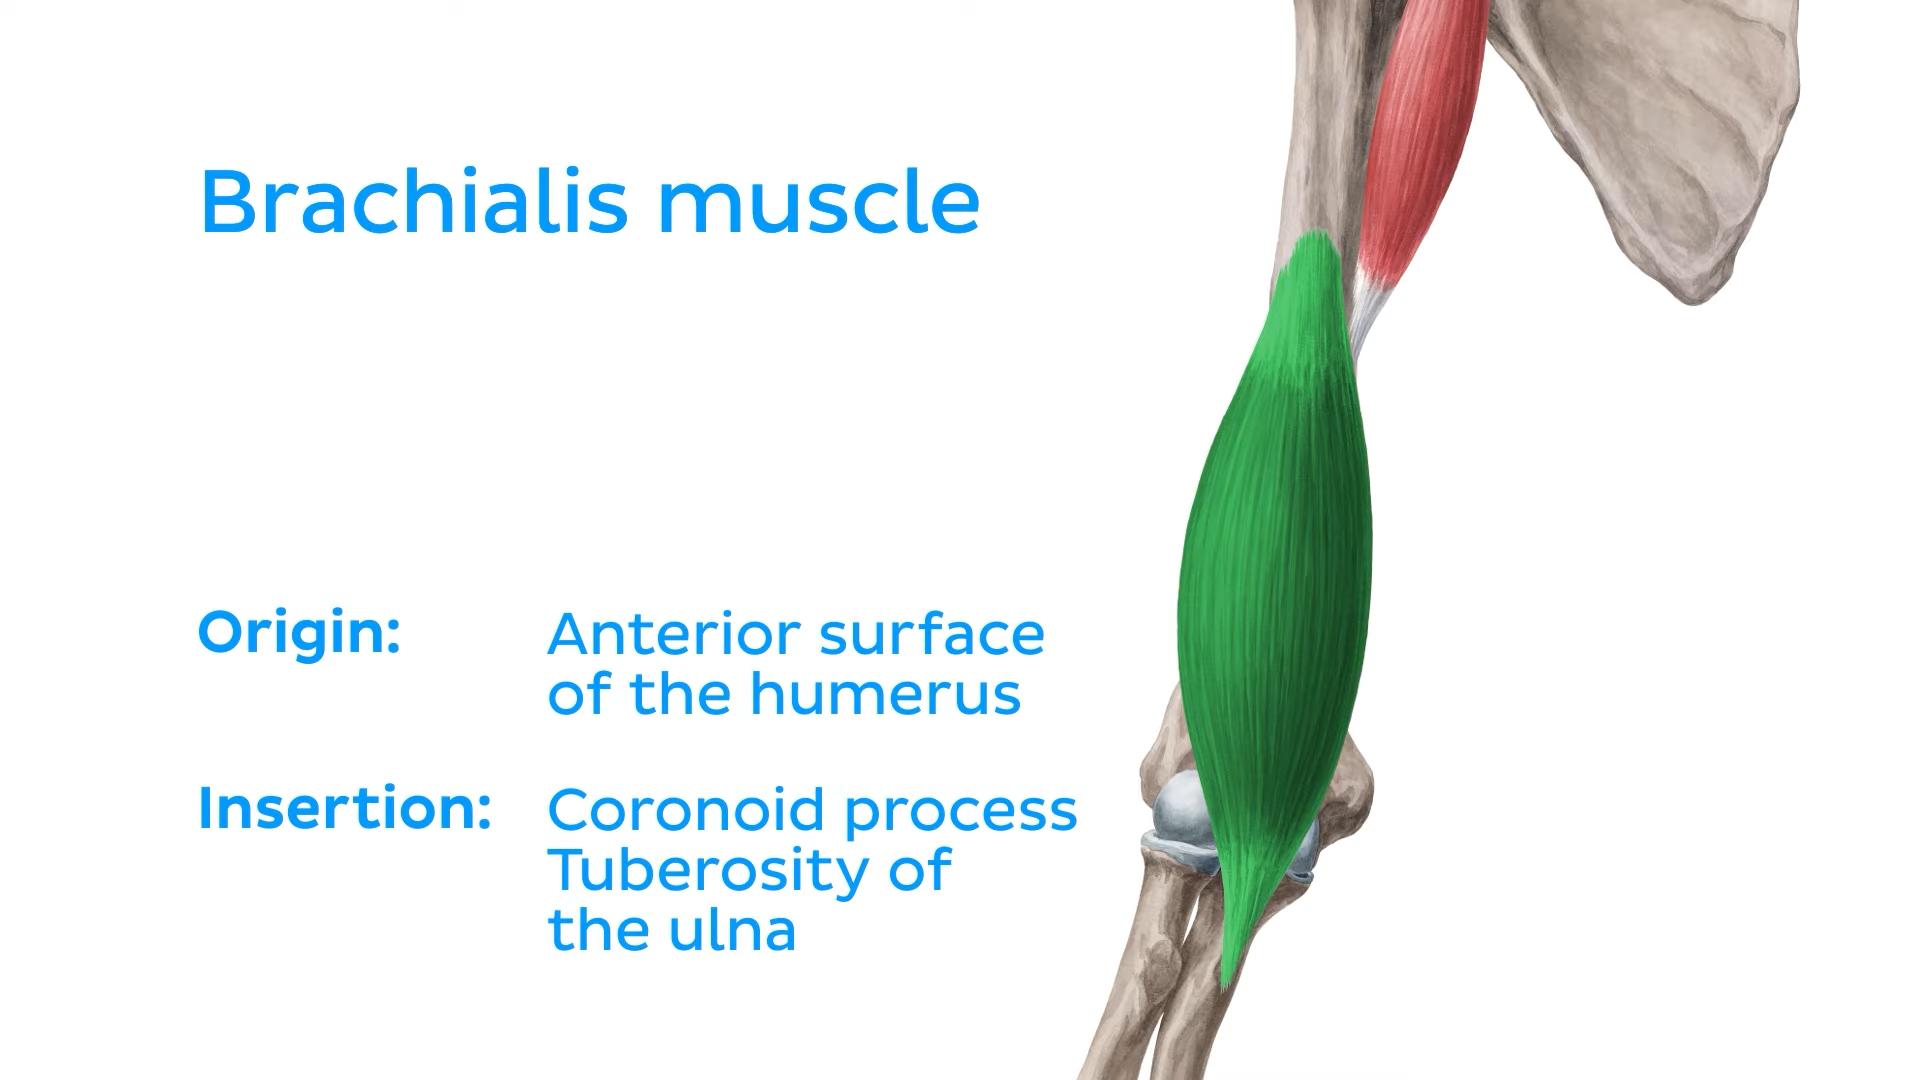 Brachialis muscle
Origin:
Anterior surface
of the humerus
Insertion:
Coronoid process
Tuberosity of
the ulna